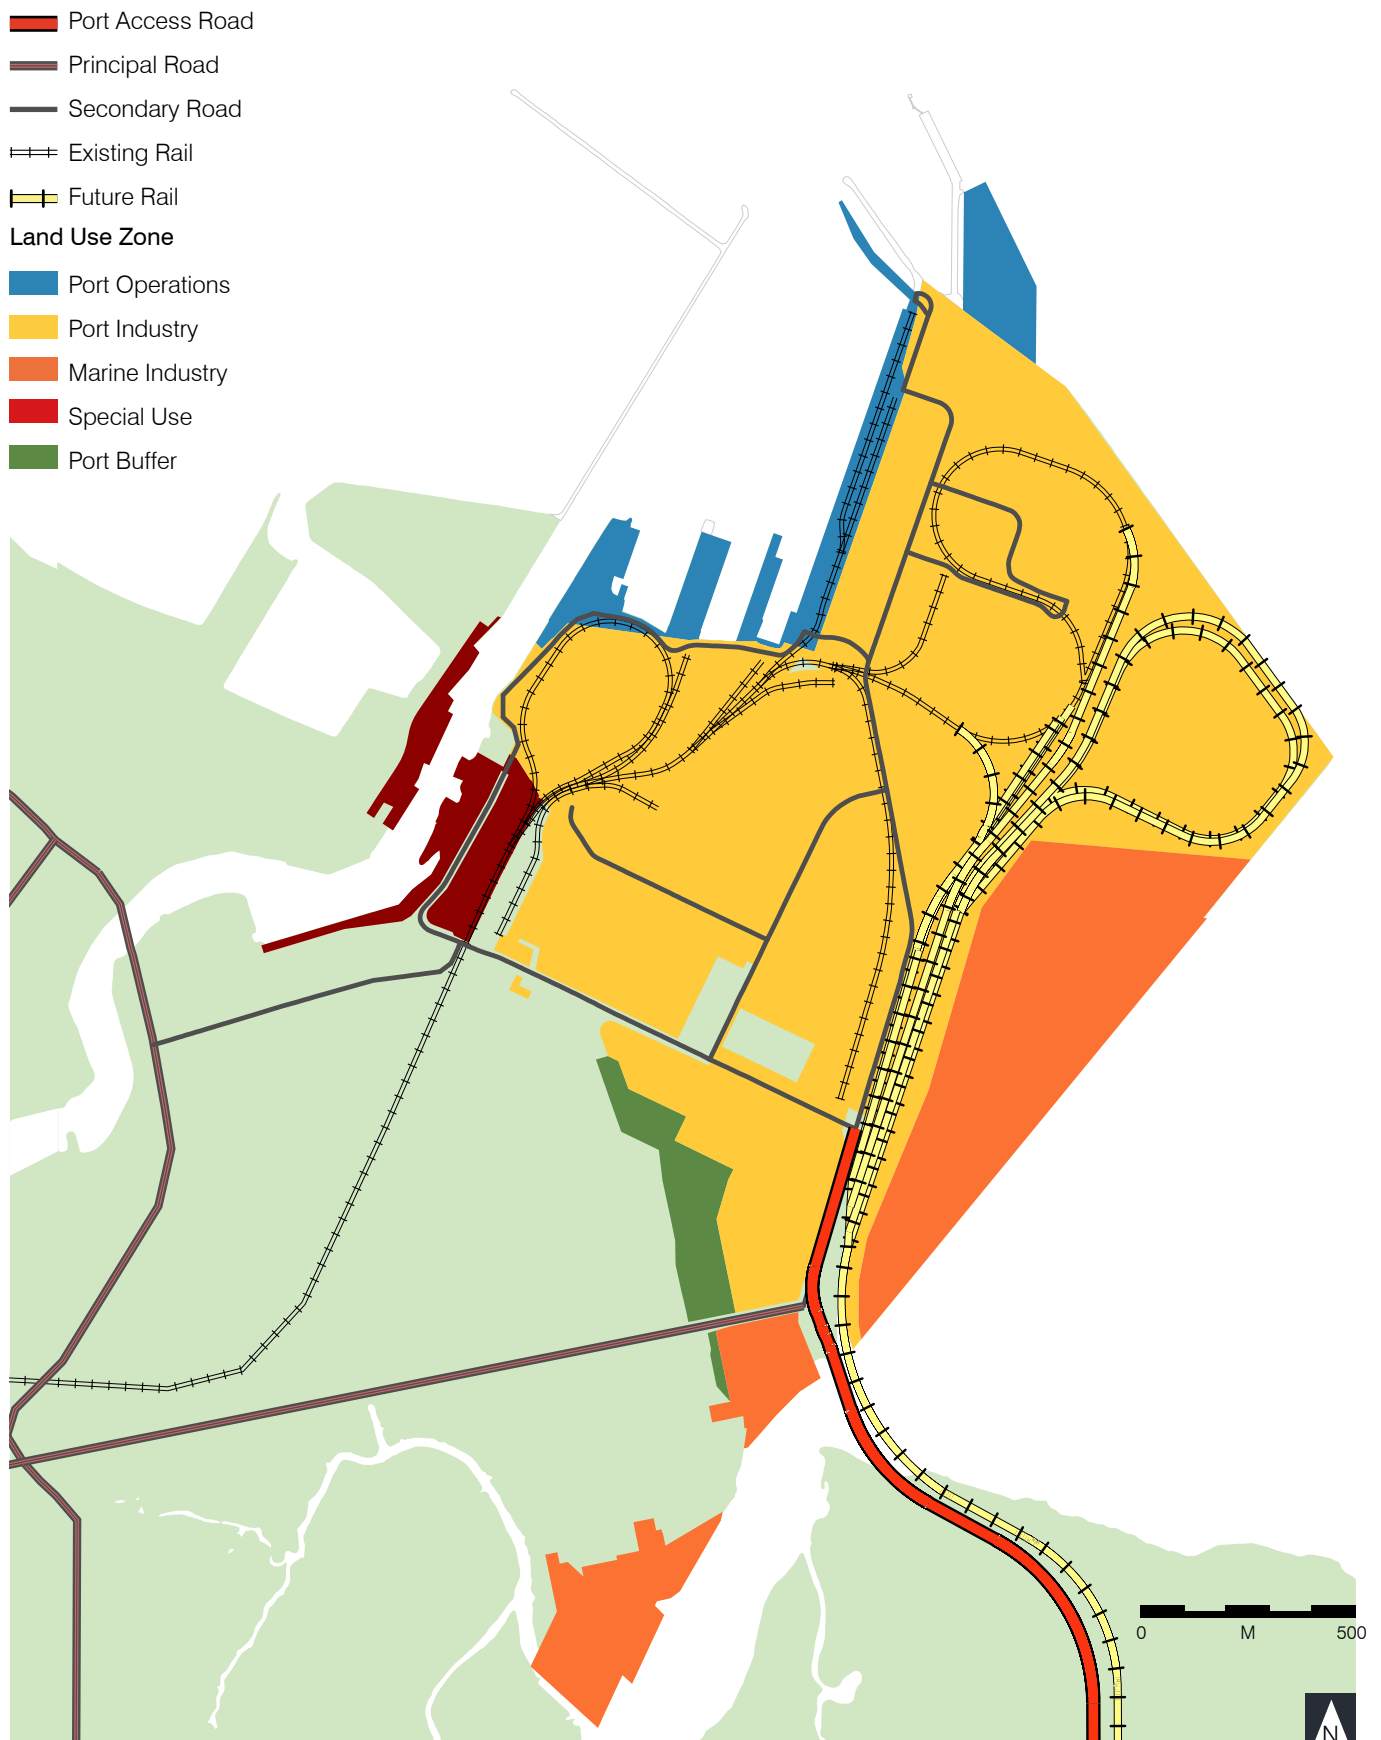 Port Access Road
Principal Road
Secondary Road
Existing Rail
Future Rail
Land Use Zone
Port Operations
Port Industry
Marine Industry
Special Use
Port Buffer
0 M 500
N